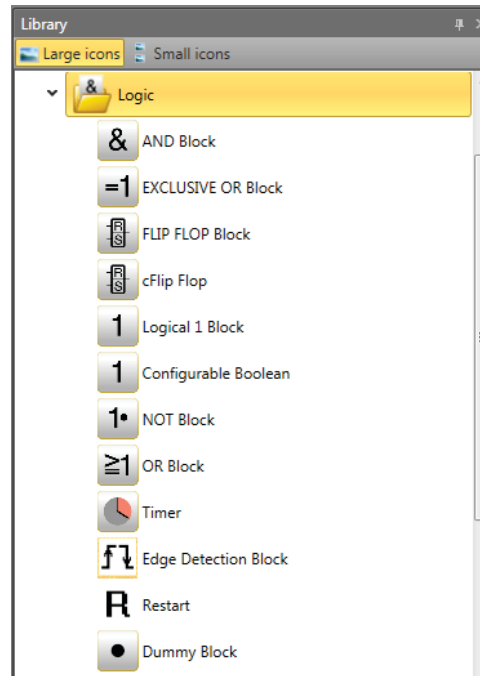 Library
Large icons Small icons
& Logic
& AND Block
=1 EXCLUSIVE OR Block
R S FLIP FLOP Block
R S cFlip Flop
1 Logical 1 Block
1 Configurable Boolean
1• NOT Block
≧1 OR Block
Timer
Edge Detection Block
R Restart
Dummy Block